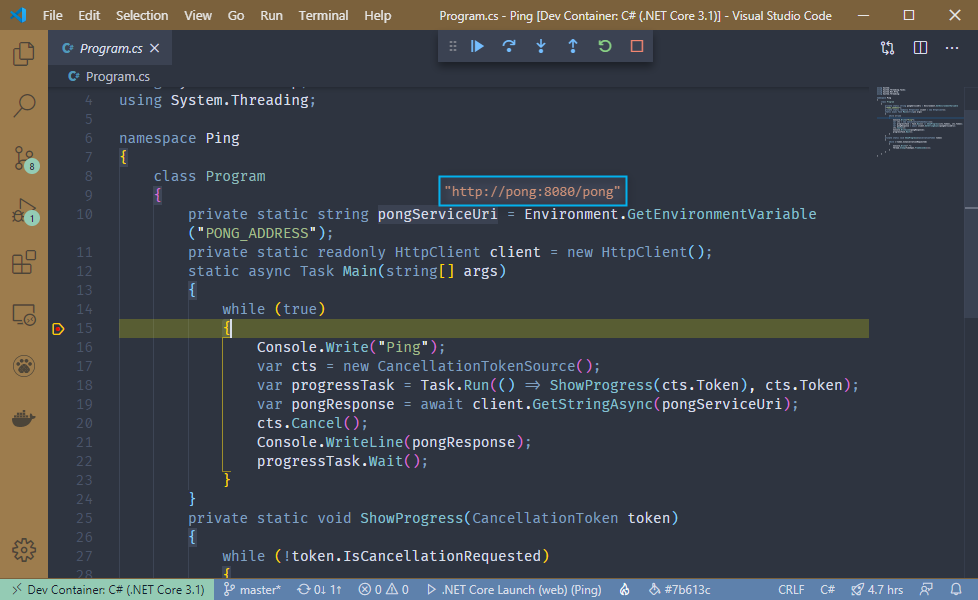 File Edit Selection View Go Run Terminal Help Program.cs - Ping [Dev Container: C# (.NET Core 3.1)] - Visual Studio Code
Program.cs
Program.cs
4 using System.Threading;
5
6 namespace Ping
7 {
8 class Program
9 {
"http://pong:8080/pong"
10 private static string pongServiceUri = Environment.GetEnvironmentVariable
("PONG_ADDRESS");
11 private static readonly HttpClient client = new HttpClient();
12 static async Task Main(string[] args)
13 {
14 while (true)
15 {
16 Console.Write("Ping");
17 var cts = new CancellationTokenSource();
18 var progressTask = Task.Run(() => ShowProgress(cts.Token), cts.Token);
19 var pongResponse = await client.GetStringAsync(pongServiceUri);
20 cts.Cancel();
21 Console.WriteLine(pongResponse);
22 progressTask.Wait();
23 }
24 }
25 private static void ShowProgress(CancellationToken token)
26 {
27 while (!token.IsCancellationRequested)
28 {
8
1
Dev Container: C# (.NET Core 3.1) master* 0↓ 1↑ 0 0 .NET Core Launch (web) (Ping) #7b613c CRLF C# 4.7 hrs